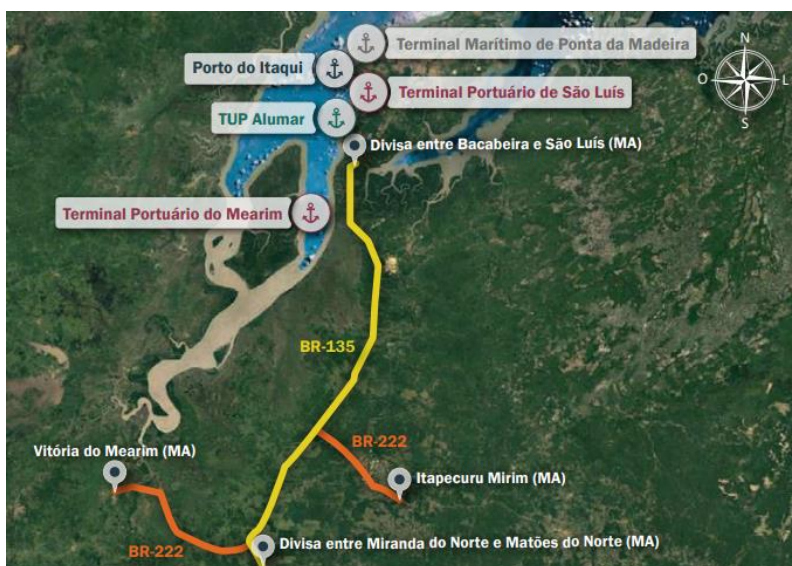 Terminal Marítimo de Ponta da Madeira
N
Porto do Itaqui
O
L
Terminal Portuário de São Luís
TUP Alumar
S
Divisa entre Bacabeira e São Luís (MA)
Terminal Portuário do Mearim
BR-135
BR-222
Vitória do Mearim (MA)
Itapecuru Mirim (MA)
Divisa entre Miranda do Norte e Matões do Norte (MA)
BR-222